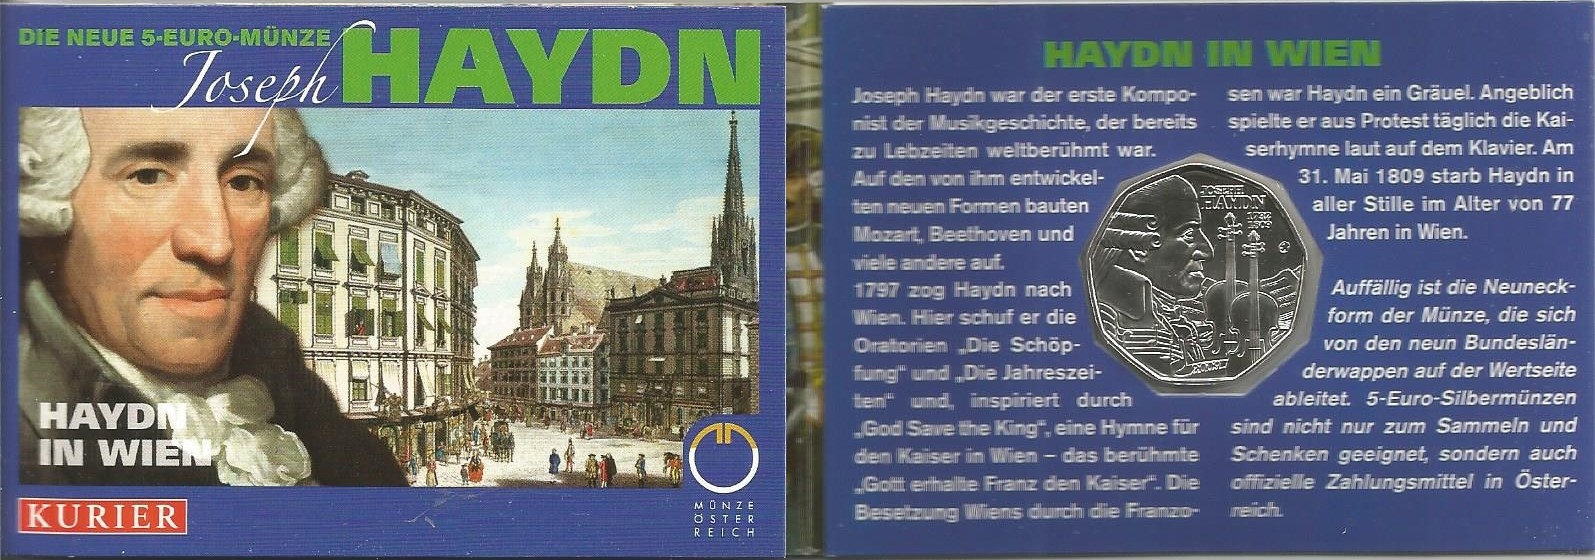 DIE NEUE 5-EURO-MÜNZE
Joseph HAYDN
HAYDN
IN WIEN
KURIER
MÜNZE
ÖSTER
REICH
HAYDN IN WIEN
Joseph Haydn war der erste Kompo-
nist der Musikgeschichte, der bereits
zu Lebzeiten weltberühmt war.
Auf den von ihm entwickel-
ten neuen Formen bauten
Mozart, Beethoven und
viele andere auf.
1797 zog Haydn nach
Wien. Hier schuf er die
Oratorien „Die Schöp-
fung“ und „Die Jahreszei-
ten“ und, inspiriert durch
„God Save the King“, eine Hymne für
den Kaiser in Wien – das berühmte
„Gott erhalte Franz den Kaiser“. Die
Besetzung Wiens durch die Franzo-
sen war Haydn ein Gräuel. Angeblich
spielte er aus Protest täglich die Kai-
serhymne laut auf dem Klavier. Am
31. Mai 1809 starb Haydn in
aller Stille im Alter von 77
Jahren in Wien.
Auffällig ist die Neuneck-
form der Münze, die sich
von den neun Bundeslän-
derwappen auf der Wertseite
ableitet. 5-Euro-Silbermünzen
sind nicht nur zum Sammeln und
Schenken geeignet, sondern auch
offizielle Zahlungsmittel in Öster-
reich.
JOSEPH
HAYDN
1732
1809